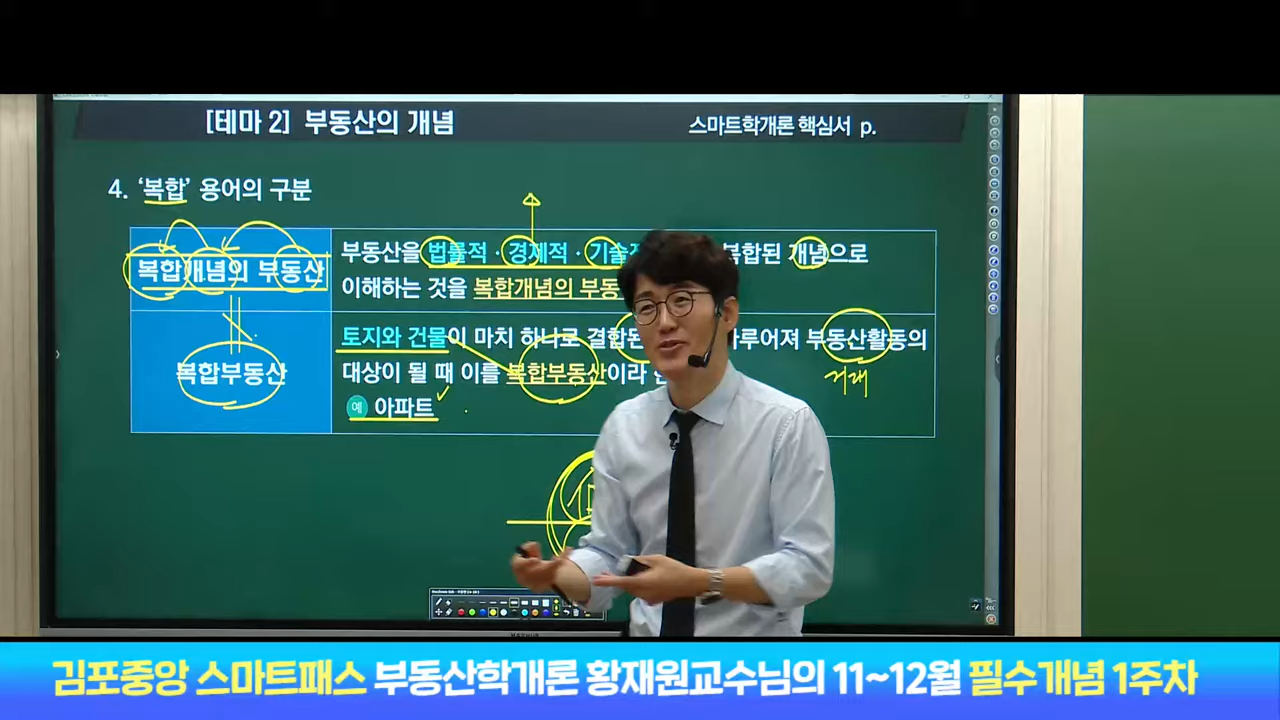 [테마 2] 부동산의 개념
스마트학개론 핵심서 p.
4. ‘복합’ 용어의 구분
복합개념의 부동산
부동산을 법률적 · 경제적 · 기술 복합된 개념으로
이해하는 것을 복합개념의 부동
복합부동산
토지와 건물이 마치 하나로 결합된 다루어져 부동산활동의
대상이 될 때 이를 복합부동산이라
거래
예 아파트
김포중앙 스마트패스 부동산학개론 황재원교수님의 11~12월 필수개념 1주차